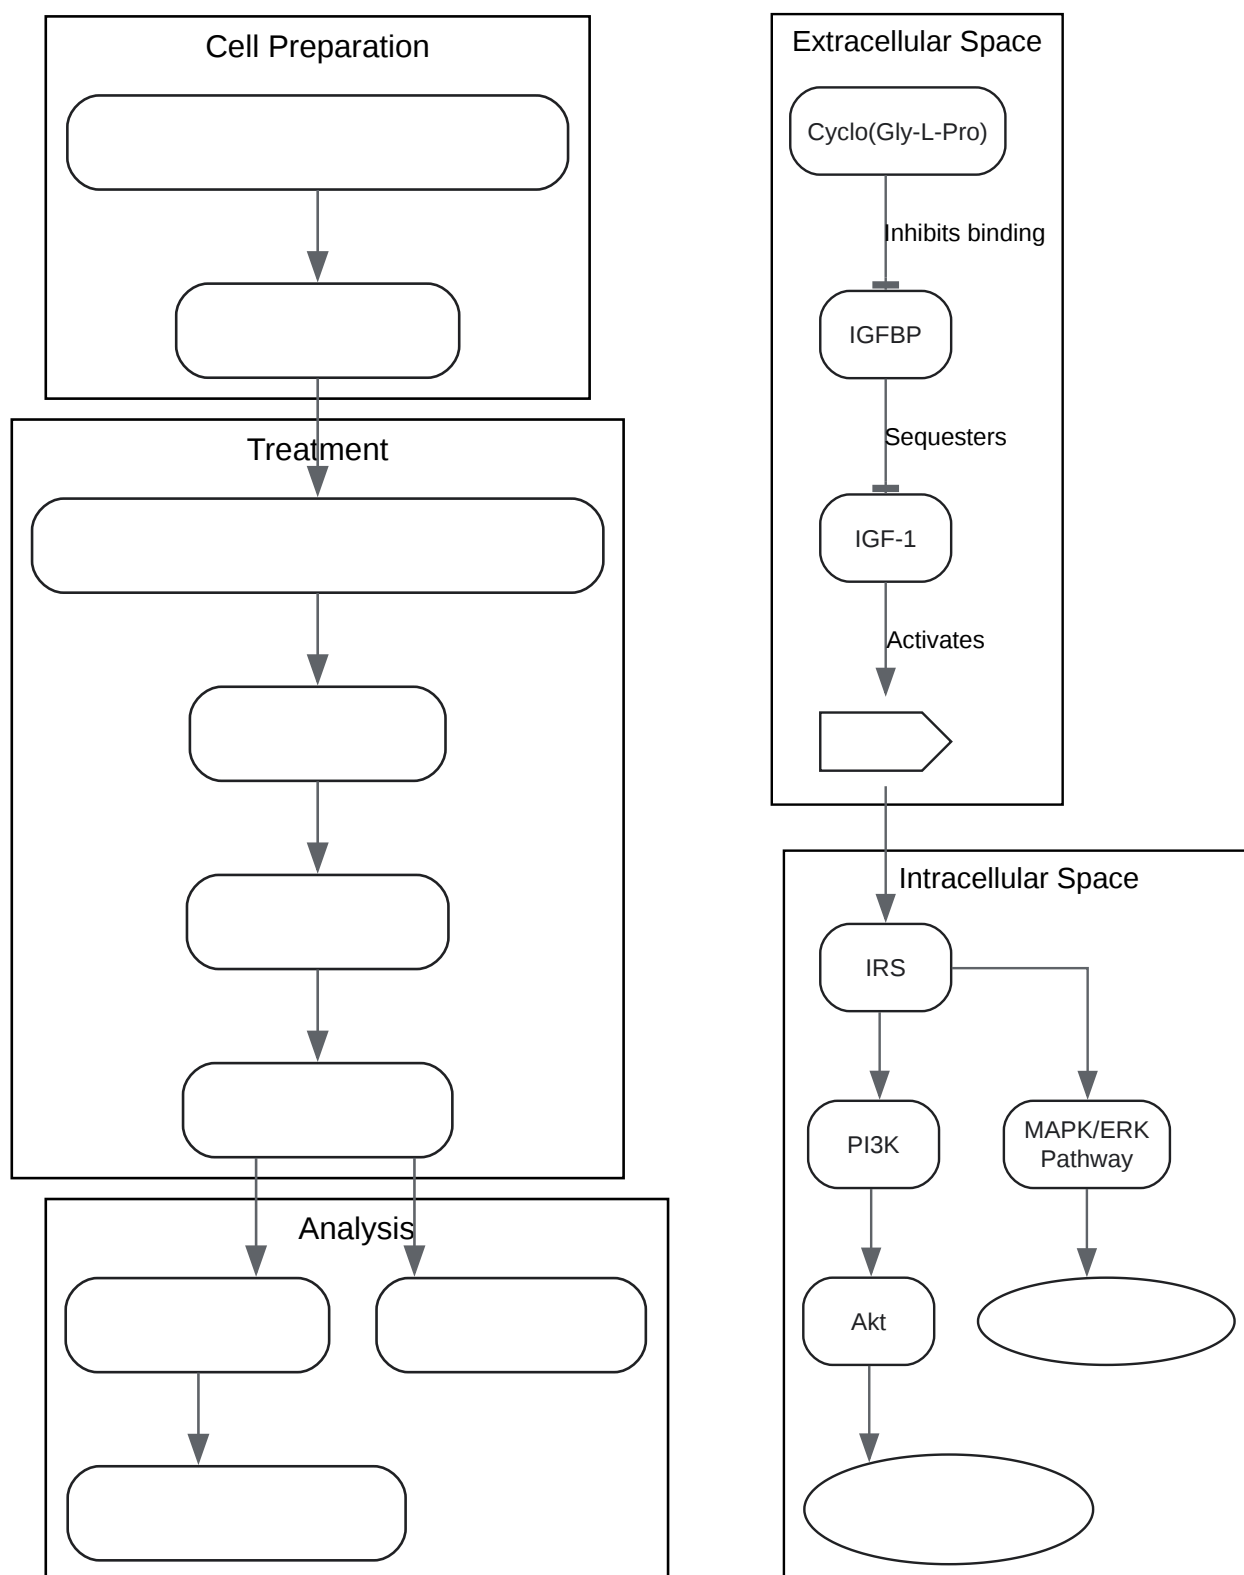 Cell Preparation
Treatment
Analysis
Extracellular Space
Cyclo(Gly-L-Pro)
Inhibits binding
IGFBP
Sequesters
IGF-1
Activates
Intracellular Space
IRS
PI3K
MAPK/ERK
Pathway
Akt